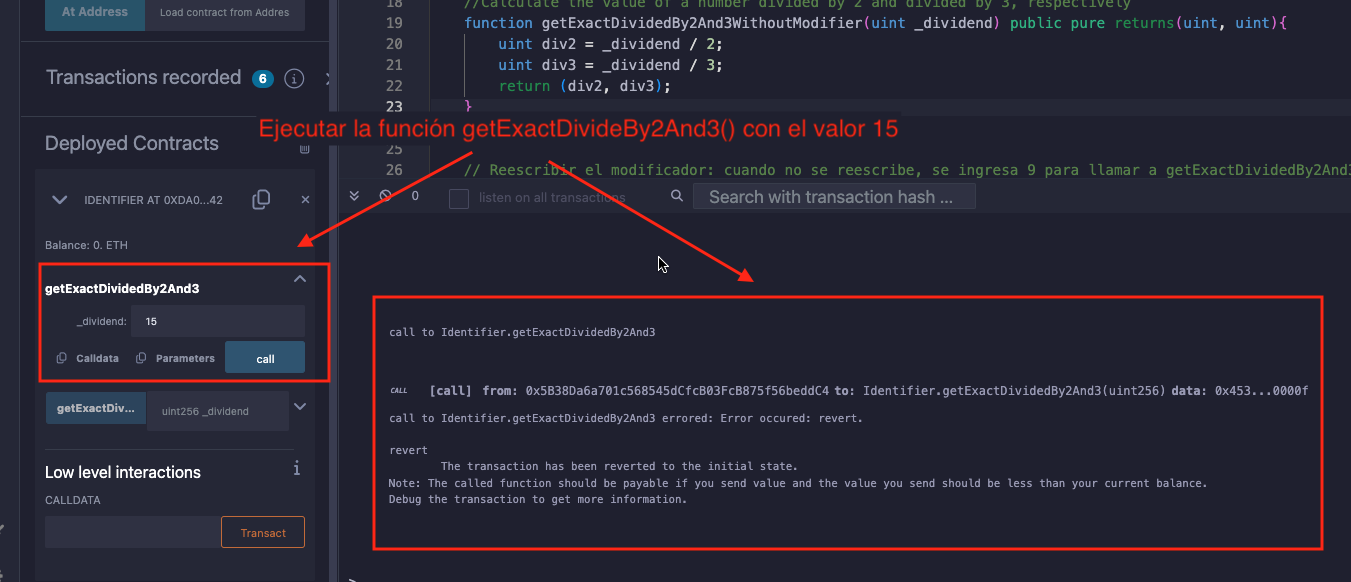 At Address
Load contract from Addres
Transactions recorded 6 i
Deployed Contracts
IDENTIFIER AT 0XDA0...42
Balance: 0. ETH
getExactDividedBy2And3
_dividend: 15
Calldata Parameters call
getExactDiv... uint256 _dividend
Low level interactions i
CALLDATA
Transact
18 //Calculate the value of a number divided by 2 and divided by 3, respectively
19 function getExactDividedBy2And3WithoutModifier(uint _dividend) public pure returns(uint, uint){
20 uint div2 = _dividend / 2;
21 uint div3 = _dividend / 3;
22 return (div2, div3);
23 }
Ejecutar la función getExactDivideBy2And3() con el valor 15
25
26 // Reescribir el modificador: cuando no se reescribe, se ingresa 9 para llamar a getExactDividedBy2And3
0 listen on all transactions Search with transaction hash ...
call to Identifier.getExactDividedBy2And3
CALL [call] from: 0x5B38Da6a701c568545dCfcB03FcB875f56beddC4 to: Identifier.getExactDividedBy2And3(uint256) data: 0x453...0000f
call to Identifier.getExactDividedBy2And3 errored: Error occured: revert.
revert
The transaction has been reverted to the initial state.
Note: The called function should be payable if you send value and the value you send should be less than your current balance.
Debug the transaction to get more information.
>